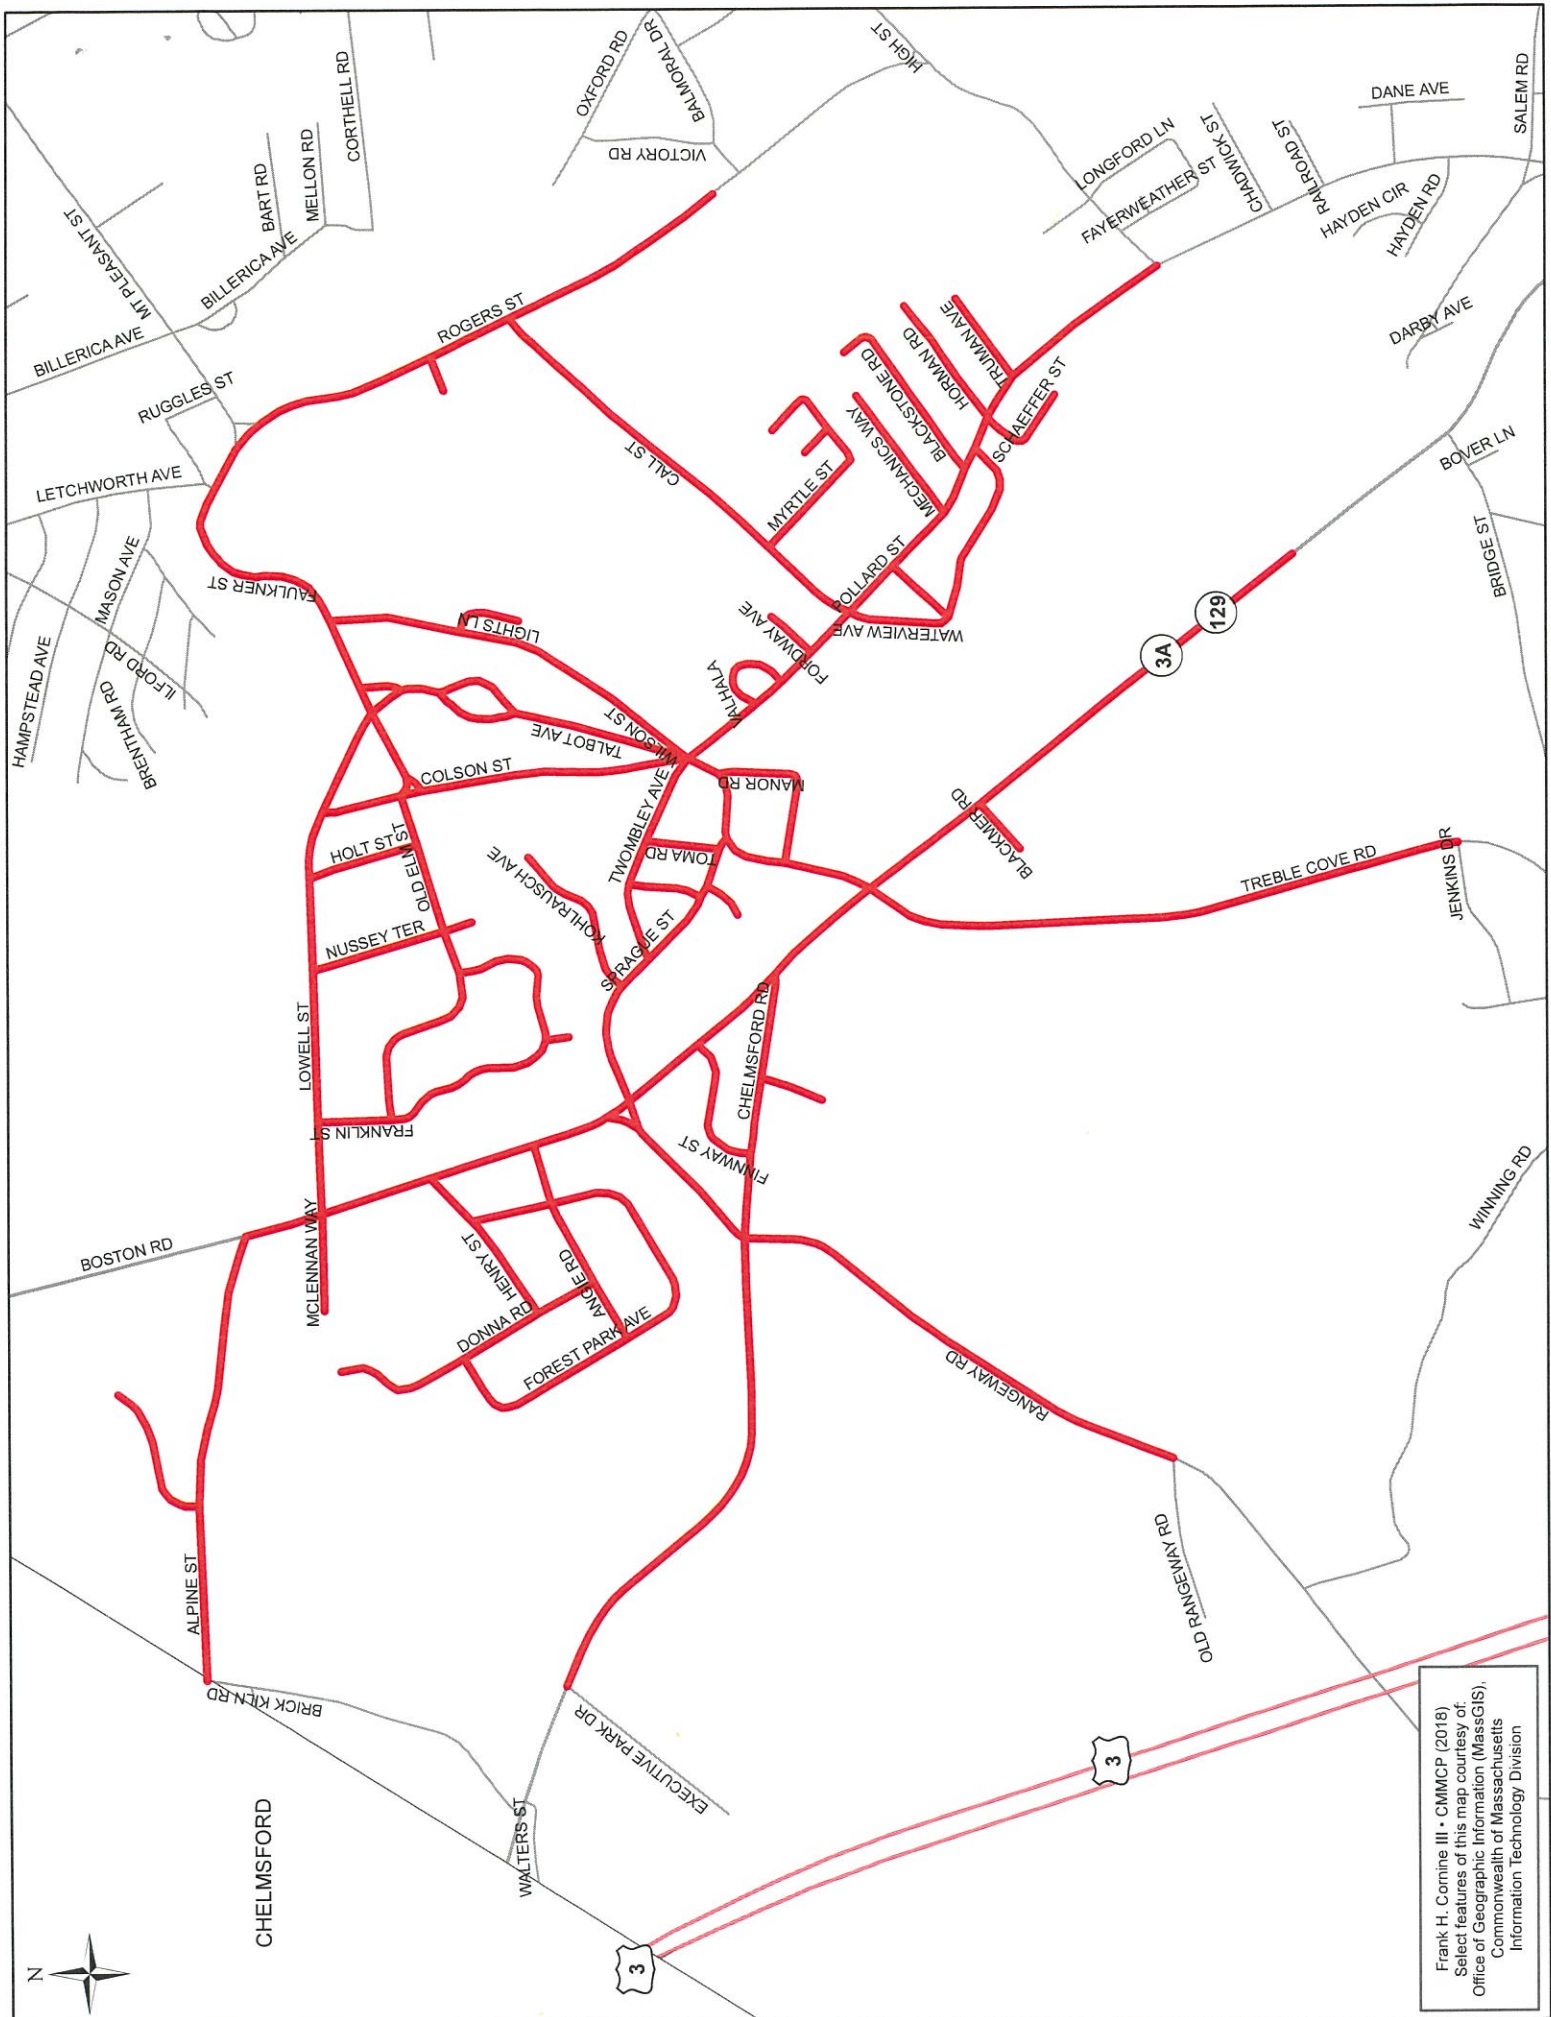 N
CHELMSFORD
BOSTON RD
ALPINE ST
BRICK KILN RD
WALTERS ST
EXECUTIVE PARK DR
3
3
OLD RANGEWAY RD
RANGEWAY RD
WINNING RD
MCLENNAN WAY
LOWELL ST
FRANKLIN ST
HENRY ST
ANGIE RD
DONNA RD
FOREST PARK AVE
FINNWAY ST
CHELMSFORD RD
NUSSEY TER
HOLT ST
OLD ELM ST
COLSON ST
KOHLRAUSCH AVE
SPRAGUE ST
TWOMBLEY AVE
TOMA RD
MANOR RD
TALBOT AVE
WILSON ST
WILSON
LIGHTS LN
FAULKNER ST
ROGERS ST
CALL ST
MYRTLE ST
VALHALA
FORDWAY AVE
POLLARD ST
WATERVIEW AVE
MECHANICS WAY
BLACKSTONE RD
HORMAN RD
TRUMAN AVE
SCHAEFFER ST
3A
129
BLACKMER RD
TREBLE COVE RD
JENKINS DR
BRIDGE ST
BOVER LN
DARBY AVE
HAYDEN RD
HAYDEN CIR
RAILROAD ST
CHADWICK ST
FAYERWEATHER ST
LONGFORD LN
DANE AVE
SALEM RD
HIGH ST
OXFORD RD
BALMORAL DR
VICTORY RD
CORTHELL RD
MELLON RD
BART RD
BILLERICA AVE
BILLERICA AVE
MT PLEASANT ST
RUGGLES ST
LETCHWORTH AVE
MASON AVE
HAMPSTEAD AVE
BRENTHAM RD
ILFORD RD
Frank H. Cornine III • CMMCP (2018)
Select features of this map courtesy of:
Office of Geographic Information (MassGIS),
Commonwealth of Massachusetts
Information Technology Division